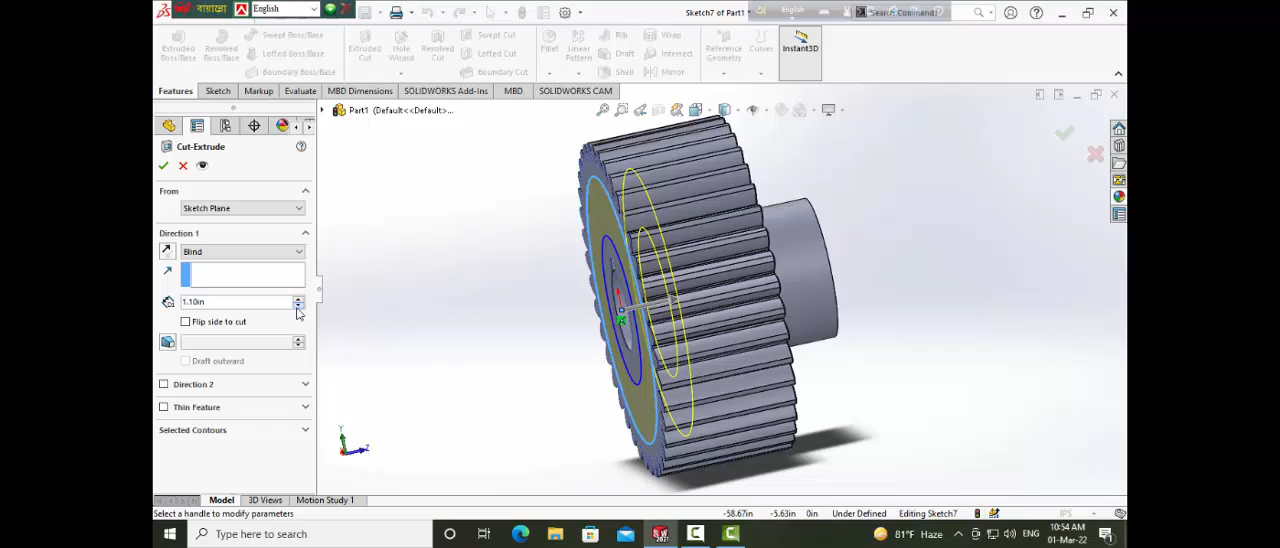 বায়ান্নো English
Sketch7 of Part1
English
Search Commands
Extruded Boss/Base
Revolved Boss/Base
Swept Boss/Base
Lofted Boss/Base
Boundary Boss/Base
Extruded Cut
Hole Wizard
Revolved Cut
Swept Cut
Lofted Cut
Boundary Cut
Fillet
Linear Pattern
Rib
Draft
Shell
Wrap
Intersect
Mirror
Reference Geometry
Curves
Instant3D
Features Sketch Markup Evaluate MBD Dimensions SOLIDWORKS Add-Ins MBD SOLIDWORKS CAM
Part1 (Default<<Default>...
Cut-Extrude
From
Sketch Plane
Direction 1
Blind
D1
1.10in
Flip side to cut
Draft outward
Direction 2
Thin Feature
Selected Contours
Y
Z
Model 3D Views Motion Study 1
Select a handle to modify parameters -58.67in -5.63in 0in Under Defined Editing Sketch7 IPS
Type here to search
SW
2021
81°F Haze ENG
10:54 AM
01-Mar-22
1